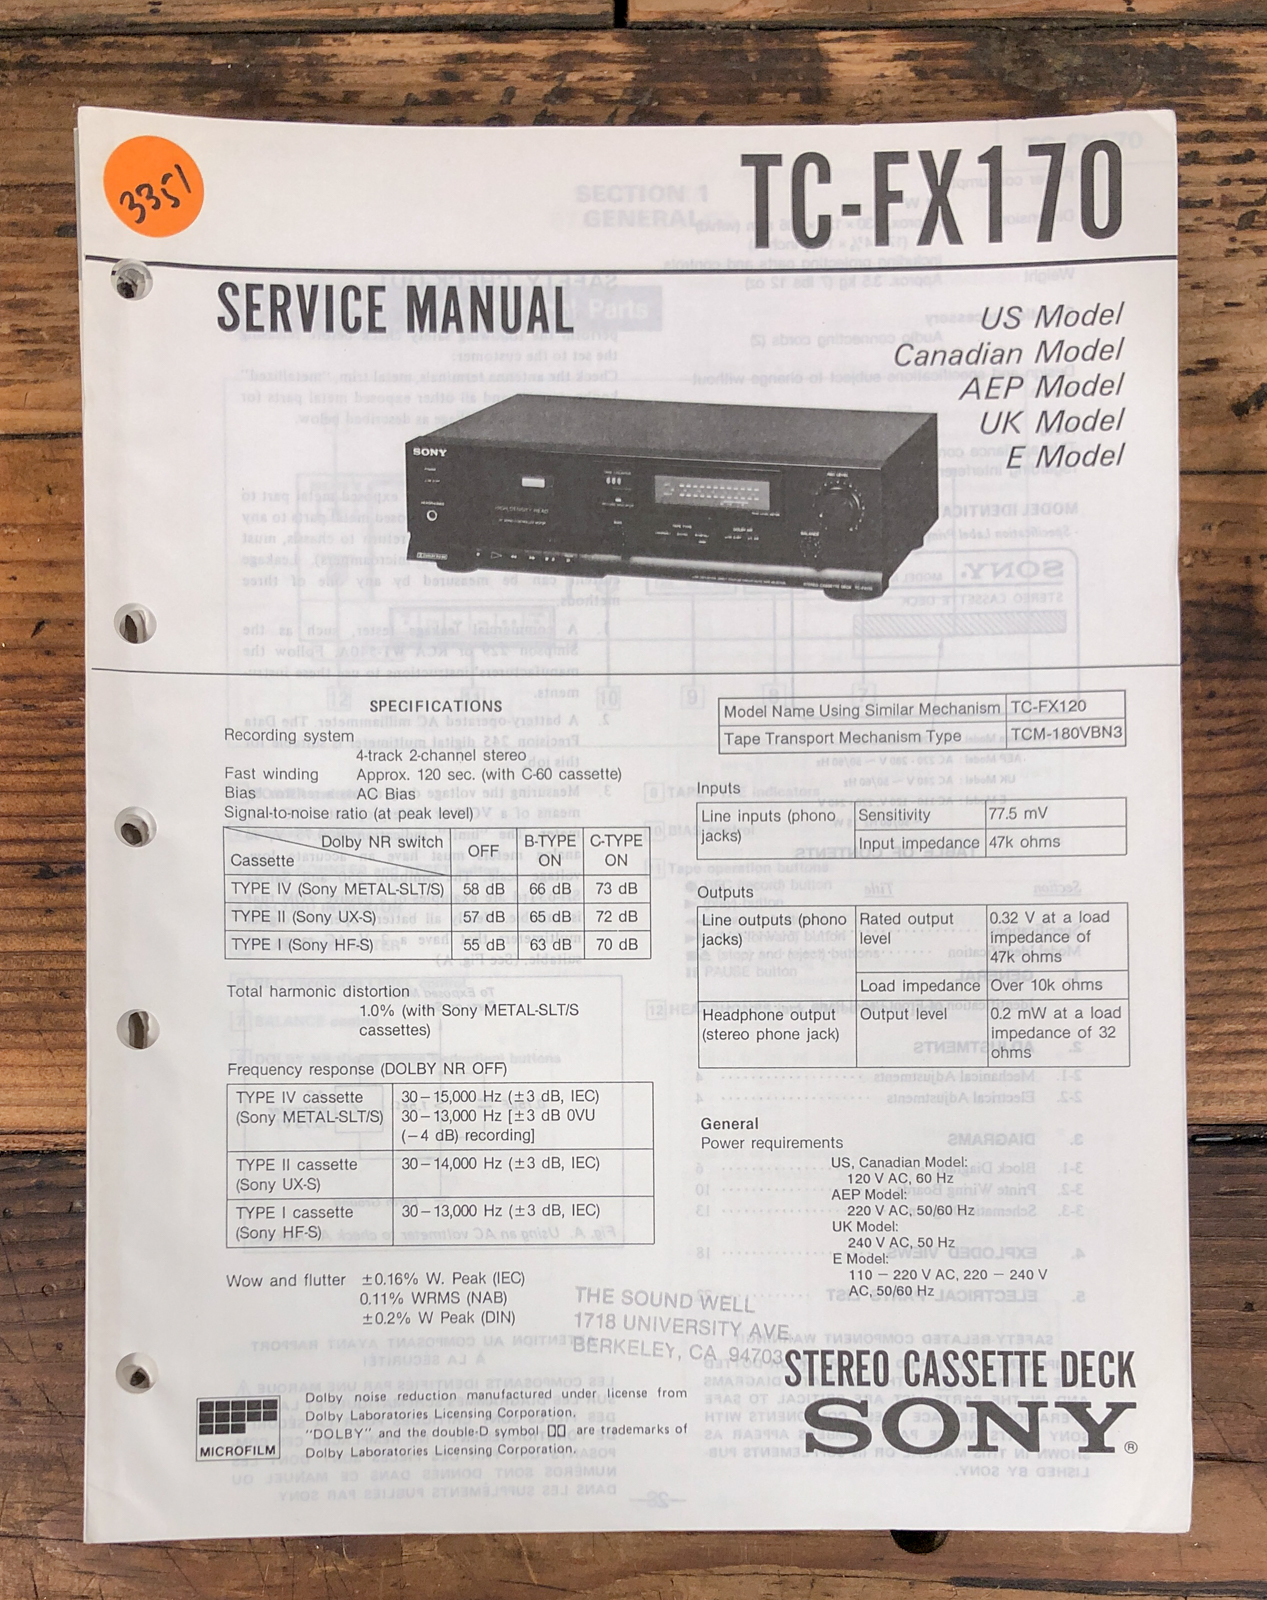 3351
TC-FX170
SERVICE MANUAL
US Model
Canadian Model
AEP Model
UK Model
E Model
SONY
SPECIFICATIONS
Recording system
4-track 2-channel stereo
Fast winding Approx. 120 sec. (with C-60 cassette)
Bias AC Bias
Signal-to-noise ratio (at peak level)
Dolby NR switch
Cassette
OFF
B-TYPE ON
C-TYPE ON
TYPE IV (Sony METAL-SLT/S) 58 dB 66 dB 73 dB
TYPE II (Sony UX-S) 57 dB 65 dB 72 dB
TYPE I (Sony HF-S) 55 dB 63 dB 70 dB
Total harmonic distortion
1.0% (with Sony METAL-SLT/S
cassettes)
Frequency response (DOLBY NR OFF)
TYPE IV cassette
(Sony METAL-SLT/S)
30－15,000 Hz (±3 dB, IEC)
30－13,000 Hz [±3 dB 0VU
(−4 dB) recording]
TYPE II cassette
(Sony UX-S)
30－14,000 Hz (±3 dB, IEC)
TYPE I cassette
(Sony HF-S)
30－13,000 Hz (±3 dB, IEC)
Wow and flutter ±0.16% W. Peak (IEC)
0.11% WRMS (NAB)
±0.2% W Peak (DIN)
Model Name Using Similar Mechanism TC-FX120
Tape Transport Mechanism Type TCM-180VBN3
Inputs
Line inputs (phono
jacks)
Sensitivity 77.5 mV
Input impedance 47k ohms
Outputs
Line outputs (phono
jacks)
Rated output
level
0.32 V at a load
impedance of
47k ohms
Load impedance Over 10k ohms
Headphone output
(stereo phone jack)
Output level
0.2 mW at a load
impedance of 32
ohms
General
Power requirements
US, Canadian Model:
120 V AC, 60 Hz
AEP Model:
220 V AC, 50/60 Hz
UK Model:
240 V AC, 50 Hz
E Model:
110 － 220 V AC, 220 － 240 V
AC, 50/60 Hz
THE SOUND WELL
1718 UNIVERSITY AVE.
BERKELEY, CA 94703
STEREO CASSETTE DECK
SONY®
MICROFILM
Dolby noise reduction manufactured under license from
Dolby Laboratories Licensing Corporation.
"DOLBY" and the double-D symbol are trademarks of
Dolby Laboratories Licensing Corporation.